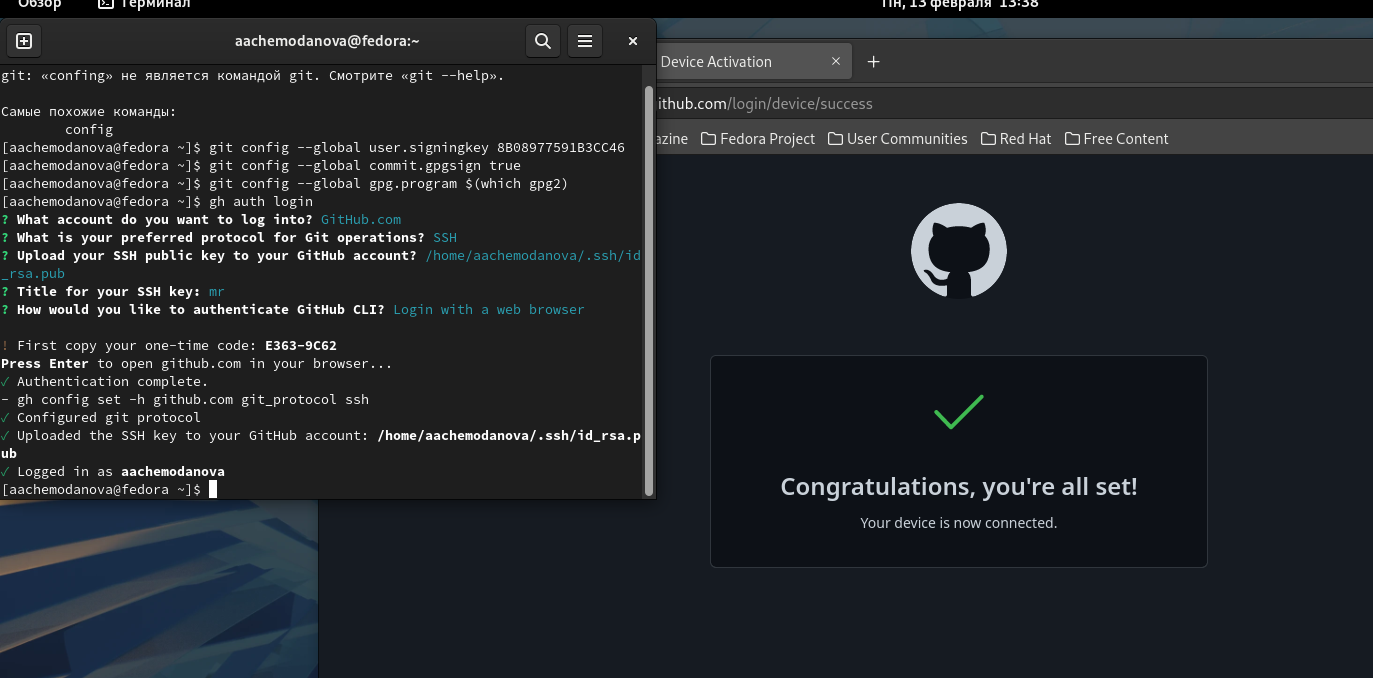 Обзор
Терминал
Пн, 13 февраля 13:38
aachemodanova@fedora:~
git: «confing» не является командой git. Смотрите «git --help».
Самые похожие команды:
config
[aachemodanova@fedora ~]$ git config --global user.signingkey 8B08977591B3CC46
[aachemodanova@fedora ~]$ git config --global commit.gpgsign true
[aachemodanova@fedora ~]$ git config --global gpg.program $(which gpg2)
[aachemodanova@fedora ~]$ gh auth login
? What account do you want to log into? GitHub.com
? What is your preferred protocol for Git operations? SSH
? Upload your SSH public key to your GitHub account? /home/aachemodanova/.ssh/id
_rsa.pub
? Title for your SSH key: mr
? How would you like to authenticate GitHub CLI? Login with a web browser
! First copy your one-time code: E363-9C62
Press Enter to open github.com in your browser...
✓ Authentication complete.
- gh config set -h github.com git_protocol ssh
✓ Configured git protocol
✓ Uploaded the SSH key to your GitHub account: /home/aachemodanova/.ssh/id_rsa.p
ub
✓ Logged in as aachemodanova
[aachemodanova@fedora ~]$
Device Activation
ithub.com/login/device/success
azine
Fedora Project
User Communities
Red Hat
Free Content
Congratulations, you're all set!
Your device is now connected.